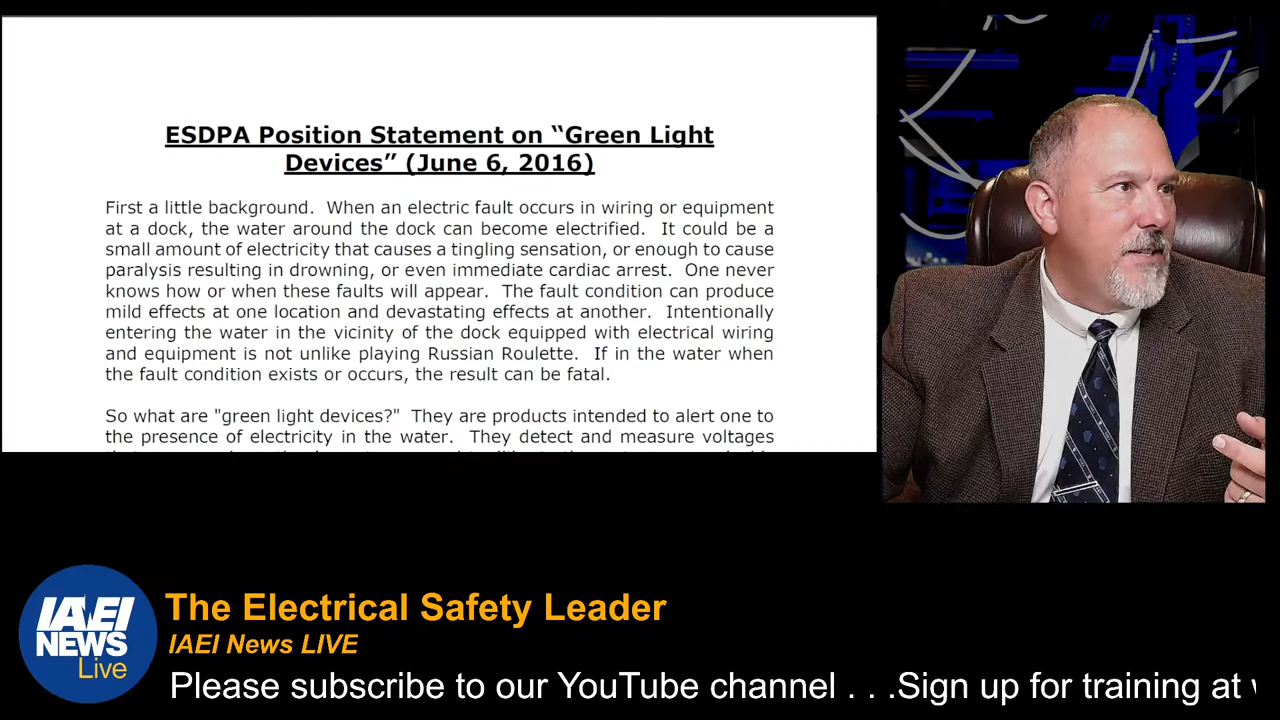 ESDPA Position Statement on “Green Light
Devices” (June 6, 2016)
First a little background. When an electric fault occurs in wiring or equipment
at a dock, the water around the dock can become electrified. It could be a
small amount of electricity that causes a tingling sensation, or enough to cause
paralysis resulting in drowning, or even immediate cardiac arrest. One never
knows how or when these faults will appear. The fault condition can produce
mild effects at one location and devastating effects at another. Intentionally
entering the water in the vicinity of the dock equipped with electrical wiring
and equipment is not unlike playing Russian Roulette. If in the water when
the fault condition exists or occurs, the result can be fatal.
So what are "green light devices?" They are products intended to alert one to
the presence of electricity in the water. They detect and measure voltages
IAEI
NEWS
Live
The Electrical Safety Leader
IAEI News LIVE
Please subscribe to our YouTube channel . . .Sign up for training at